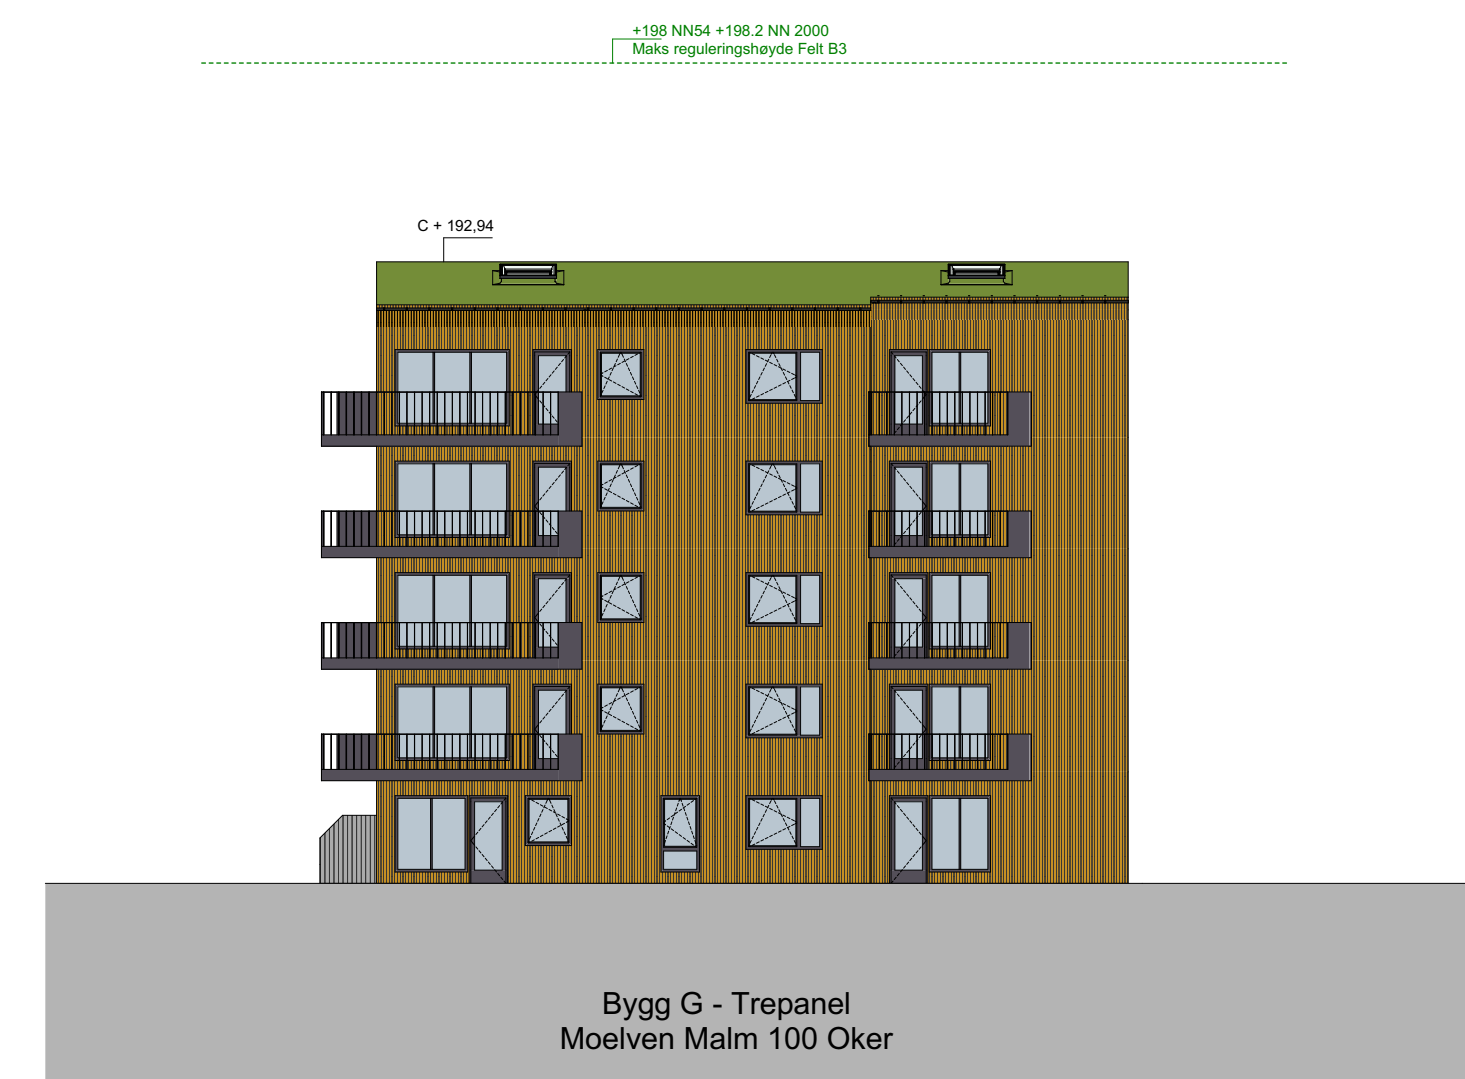 +198 NN54 +198.2 NN 2000
Maks reguleringshøyde Felt B3
C + 192,94
Bygg G - Trepanel
Moelven Malm 100 Oker